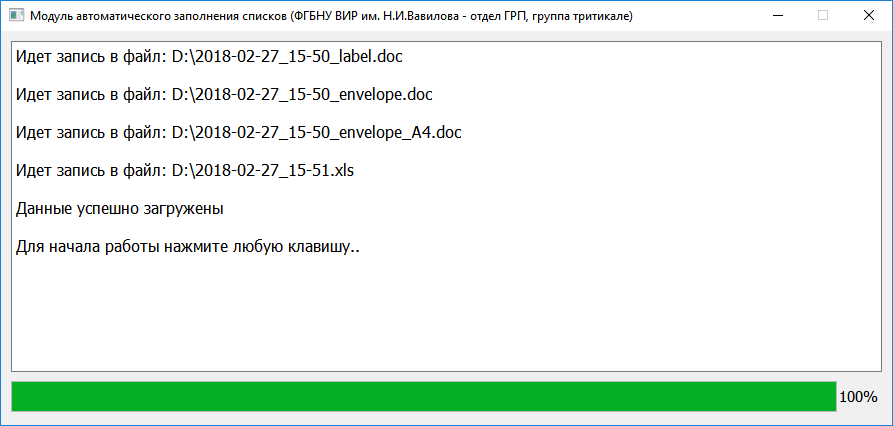 Модуль автоматического заполнения списков (ФГБНУ ВИР им. Н.И.Вавилова - отдел ГРП, группа тритикале)
Идет запись в файл: D:\2018-02-27_15-50_label.doc
Идет запись в файл: D:\2018-02-27_15-50_envelope.doc
Идет запись в файл: D:\2018-02-27_15-50_envelope_A4.doc
Идет запись в файл: D:\2018-02-27_15-51.xls
Данные успешно загружены
Для начала работы нажмите любую клавишу..
100%